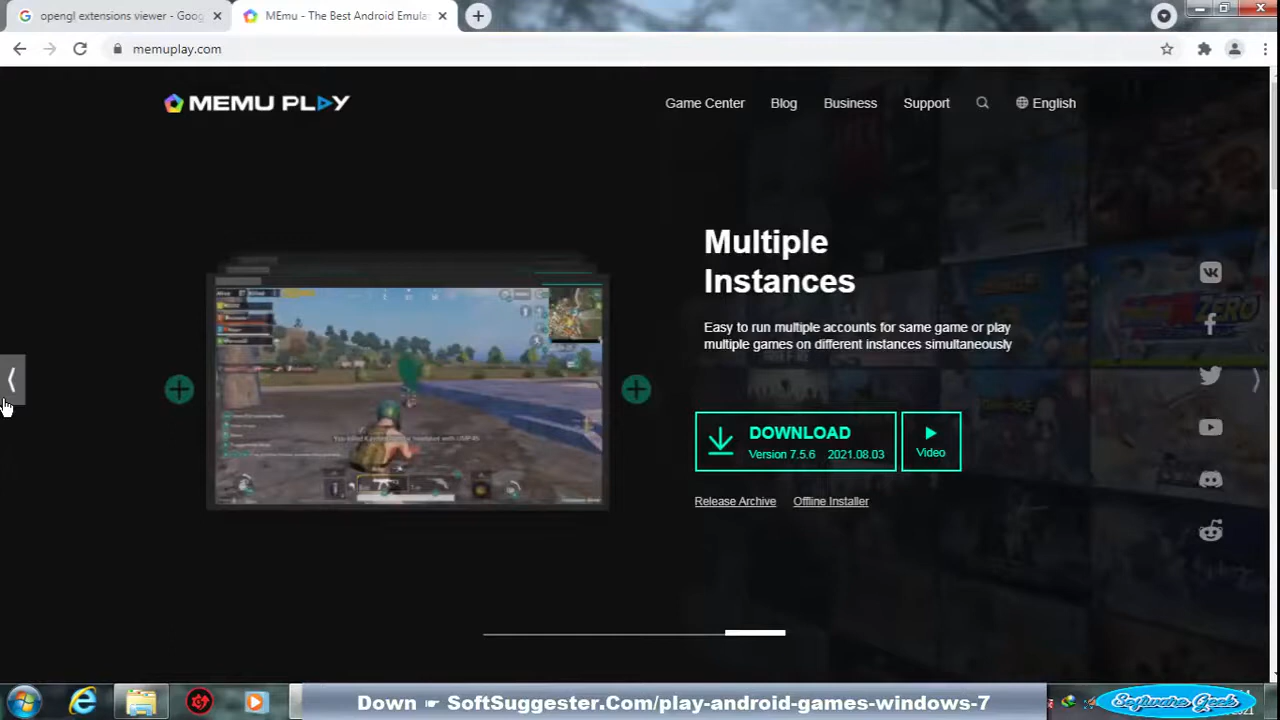 opengl extensions viewer - Goog
MEmu - The Best Android Emula
memuplay.com
MEMU PLAY
Game Center
Blog
Business
Support
English
Multiple
Instances
Easy to run multiple accounts for same game or play
multiple games on different instances simultaneously
DOWNLOAD
Version 7.5.6 2021.08.03
Video
Release Archive
Offline Installer
ZERO
Down ☛ SoftSuggester.Com/play-android-games-windows-7
Software Geek